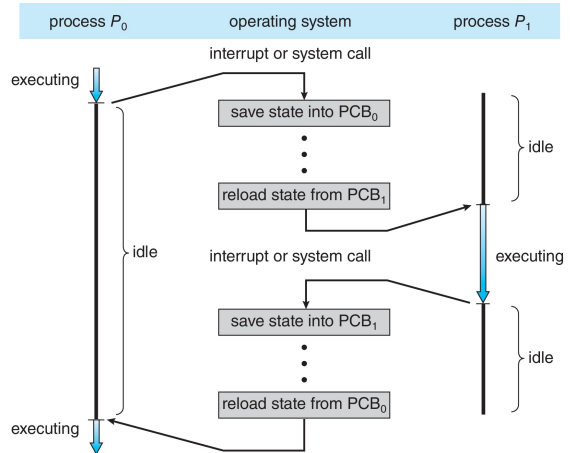 process P₀
operating system
process P₁
interrupt or system call
executing
save state into PCB₀
idle
reload state from PCB₁
idle
interrupt or system call
executing
save state into PCB₁
idle
reload state from PCB₀
executing